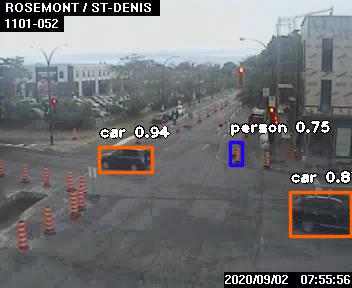 ROSEMONT / ST-DENIS
1101-052
car 0.94
person 0.75
car 0.8
2020/09/02 07:55:56